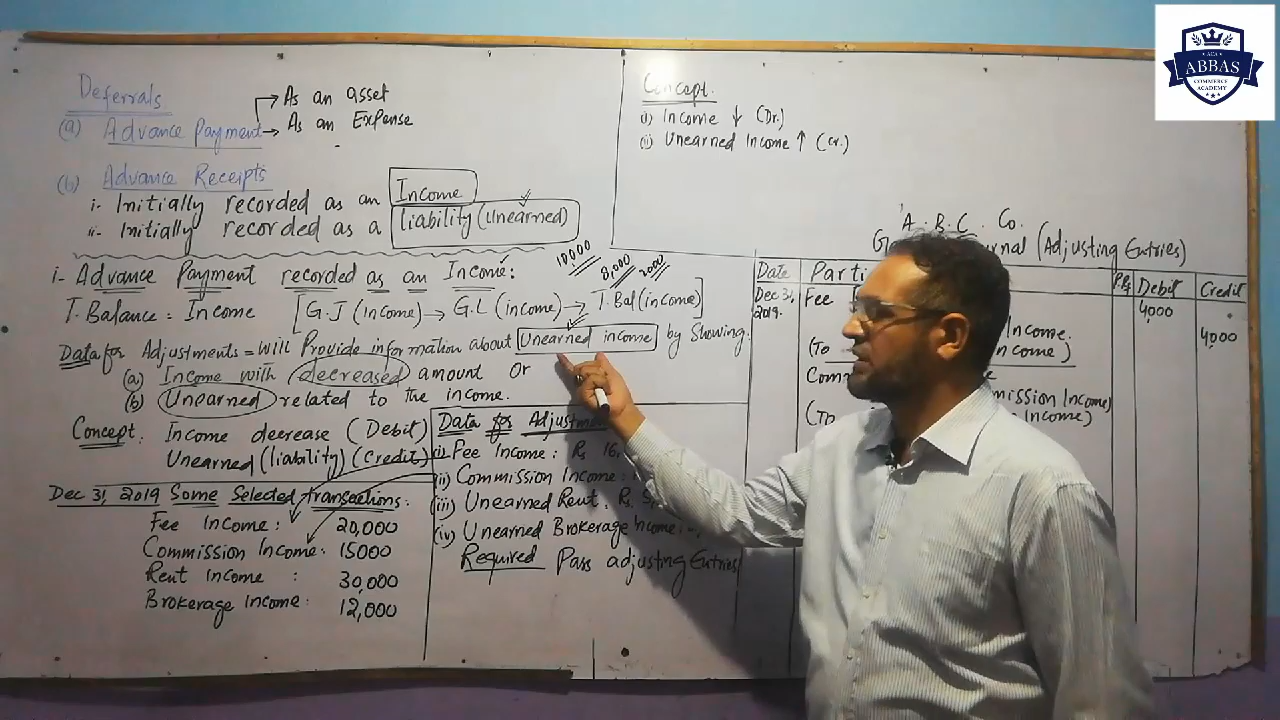 Deferrals
(a) Advance Payment
As an asset
As an Expense
(b) Advance Receipts
i- Initially recorded as an Income
ii- Initially recorded as a liability (Unearned)
i- Advance Payment recorded as an Income:
10000 8,000 2000
T. Balance = Income [G.J (income) → G.L (income) → T.Bal (income)]
Data for Adjustments = Will Provide information about Unearned income by Showing.
(a) Income with decreased amount Or
(b) Unearned related to the income.
Concept. Income decrease (Debit)
Unearned (liability) (Credit)
Dec 31, 2019 Some Selected transactions:
Fee Income: 20,000
Commission Income: 15000
Rent Income : 30,000
Brokerage Income: 12,000
Data for
(i) Fee Income: Rs 16,
(ii) Commission Income:
(iii) Unearned Rent. Rs.
(iv) Unearned Brokerage Income:
Required Pass adjusting Entries
Concept.
(i) Income ↓ (Dr.)
(ii) Unearned Income ↑ (Cr.)
A. B. C. Co.
(Adjusting Entries)
Date Debit Credit
Dec 31, 2019. Fee 4,000
Income. 4,000
(To income)
(To Income)
ACA
ABBAS
COMMERCE
ACADEMY